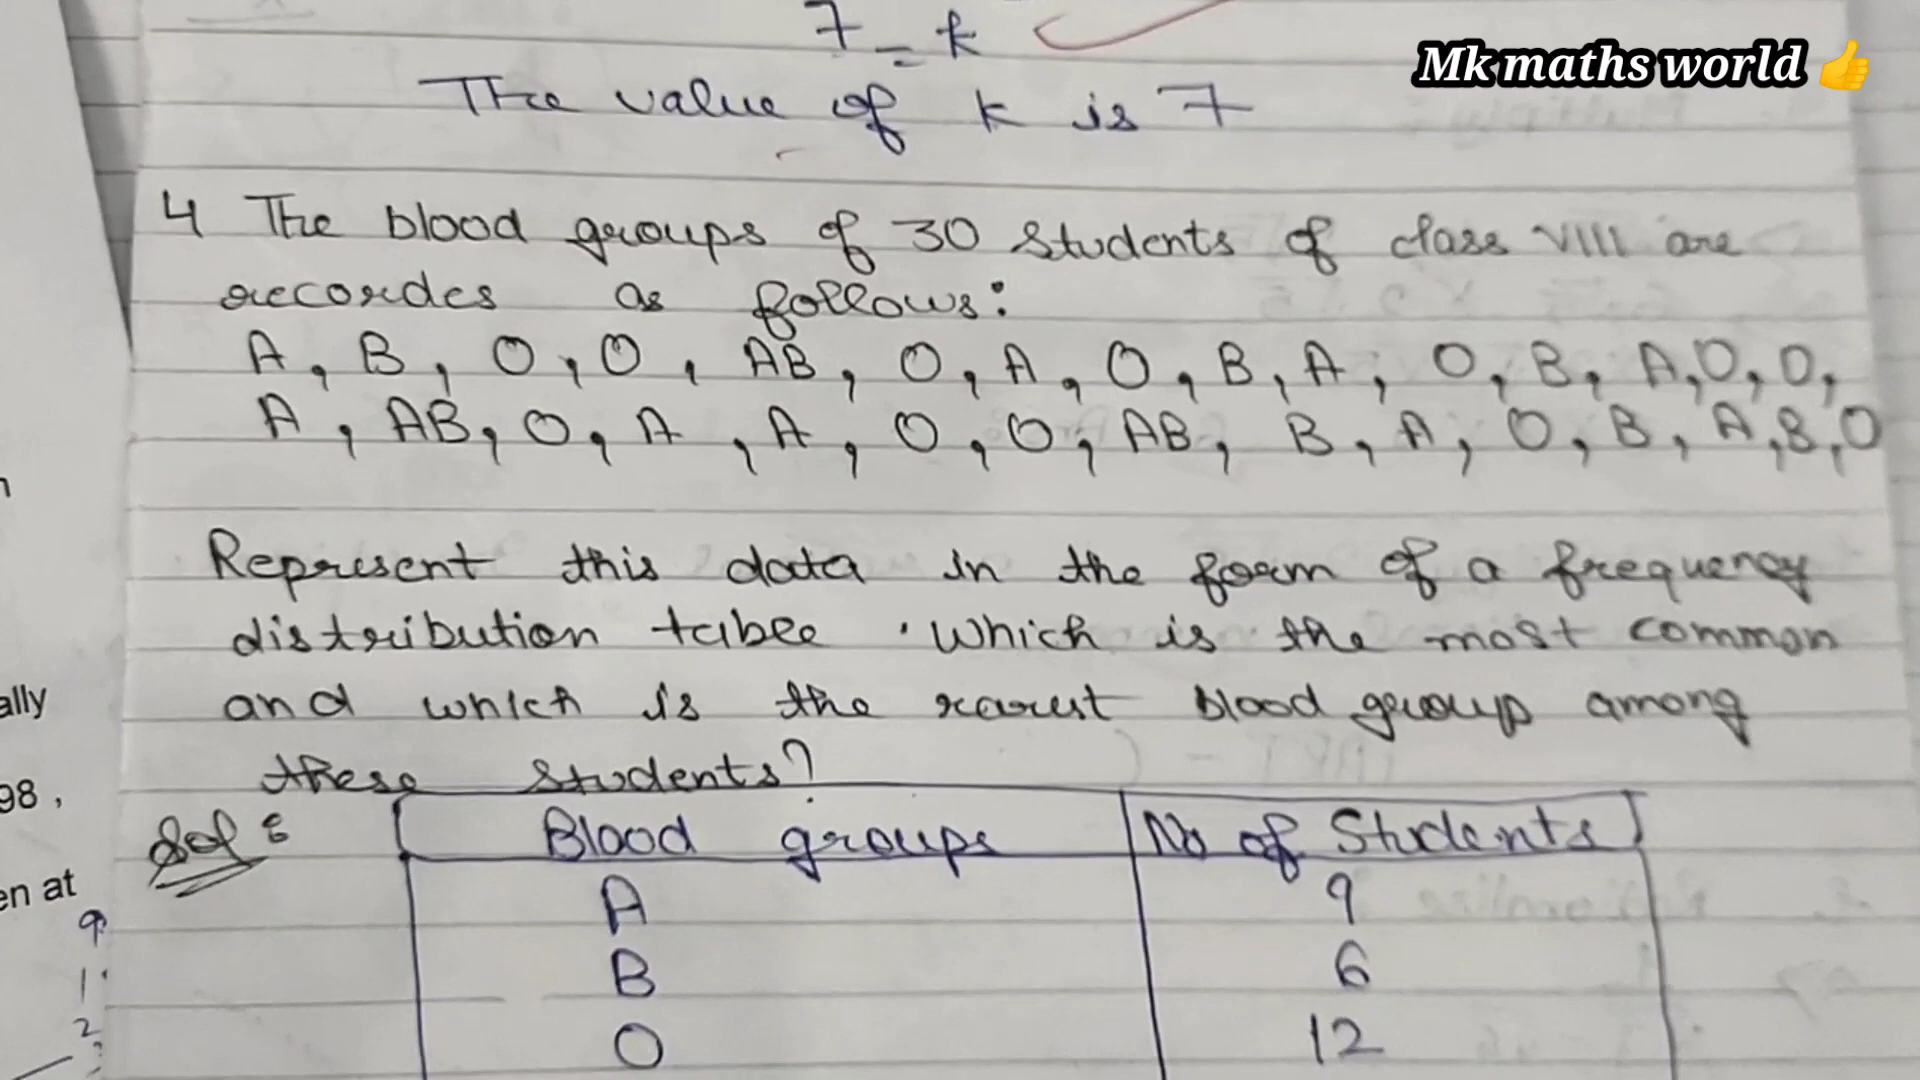 7 = k
Mk maths world 👍
The value of k is 7
4 The blood groups of 30 students of class VIII are
recordes as follows:
A, B, O, O, AB, O, A, O, B, A, O, B, A, O, O,
A, AB, O, A, A, O, O, AB, B, A, O, B, A, B, O
Represent this data in the form of a frequency
distribution table. Which is the most common
and which is the rarest blood group among
these students?
ally
98,
en at
Sol :
Blood groups No of Students
A 9
B 6
O 12
9
1
2